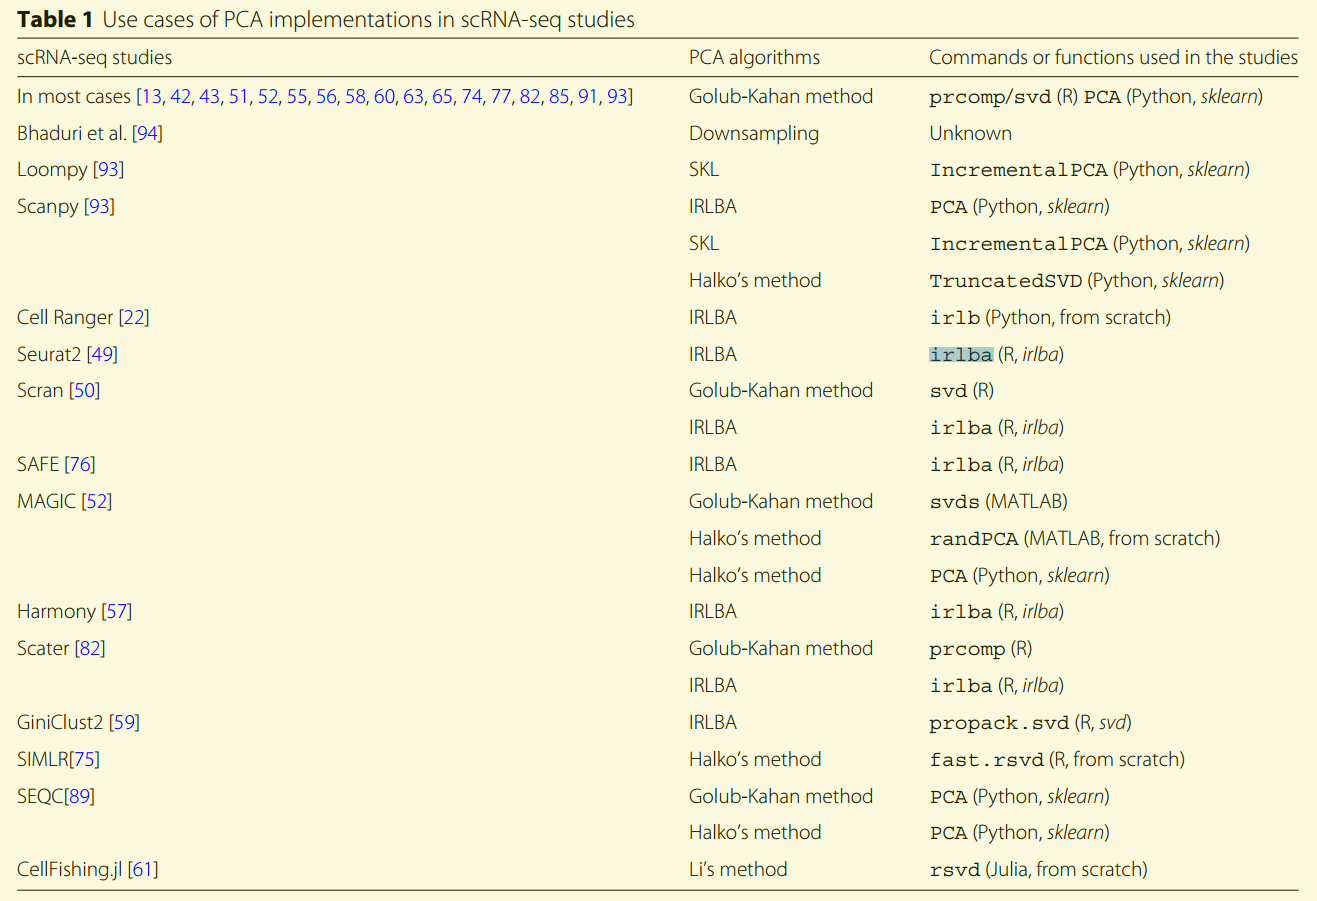 Table 1 Use cases of PCA implementations in scRNA-seq studies
scRNA-seq studies PCA algorithms Commands or functions used in the studies
In most cases [13, 42, 43, 51, 52, 55, 56, 58, 60, 63, 65, 74, 77, 82, 85, 91, 93] Golub-Kahan method prcomp/svd (R) PCA (Python, sklearn)
Bhaduri et al. [94] Downsampling Unknown
Loompy [93] SKL IncrementalPCA (Python, sklearn)
Scanpy [93] IRLBA PCA (Python, sklearn)
SKL IncrementalPCA (Python, sklearn)
Halko’s method TruncatedSVD (Python, sklearn)
Cell Ranger [22] IRLBA irlb (Python, from scratch)
Seurat2 [49] IRLBA irlba (R, irlba)
Scran [50] Golub-Kahan method svd (R)
IRLBA irlba (R, irlba)
SAFE [76] IRLBA irlba (R, irlba)
MAGIC [52] Golub-Kahan method svds (MATLAB)
Halko’s method randPCA (MATLAB, from scratch)
Halko’s method PCA (Python, sklearn)
Harmony [57] IRLBA irlba (R, irlba)
Scater [82] Golub-Kahan method prcomp (R)
IRLBA irlba (R, irlba)
GiniClust2 [59] IRLBA propack.svd (R, svd)
SIMLR[75] Halko’s method fast.rsvd (R, from scratch)
SEQC[89] Golub-Kahan method PCA (Python, sklearn)
Halko’s method PCA (Python, sklearn)
CellFishing.jl [61] Li’s method rsvd (Julia, from scratch)